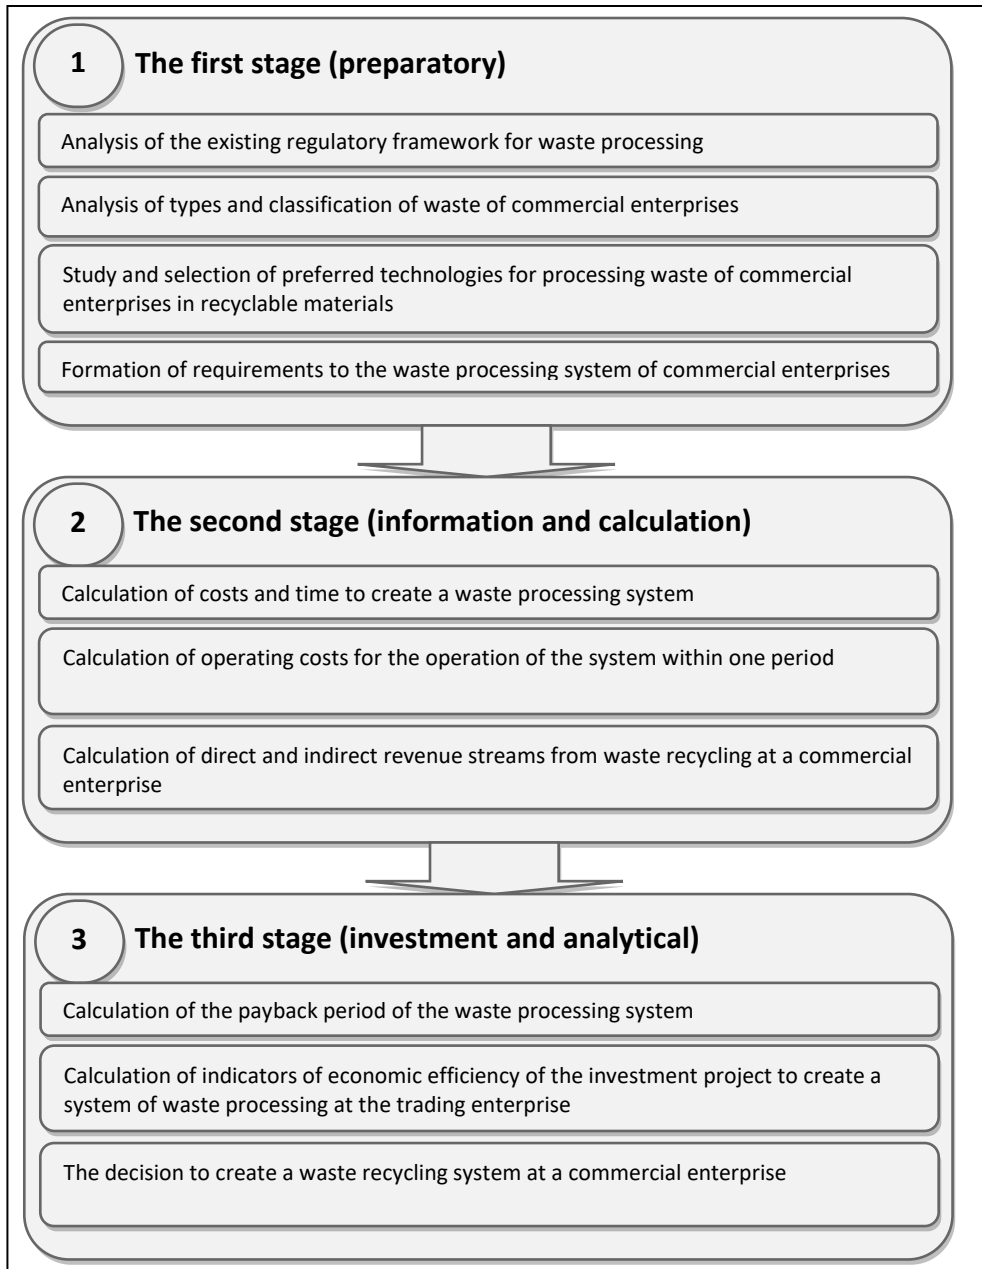 1
The first stage (preparatory)
Analysis of the existing regulatory framework for waste processing
Analysis of types and classification of waste of commercial enterprises
Study and selection of preferred technologies for processing waste of commercial
enterprises in recyclable materials
Formation of requirements to the waste processing system of commercial enterprises
2
The second stage (information and calculation)
Calculation of costs and time to create a waste processing system
Calculation of operating costs for the operation of the system within one period
Calculation of direct and indirect revenue streams from waste recycling at a commercial
enterprise
3
The third stage (investment and analytical)
Calculation of the payback period of the waste processing system
Calculation of indicators of economic efficiency of the investment project to create a
system of waste processing at the trading enterprise
The decision to create a waste recycling system at a commercial enterprise